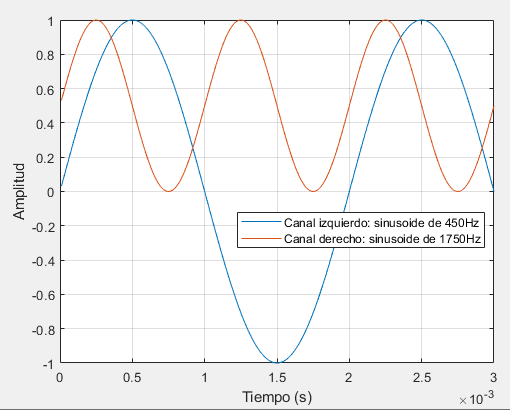 1
0.8
0.6
0.4
0.2
0
-0.2
-0.4
-0.6
-0.8
-1
Amplitud
Canal izquierdo: sinusoide de 450Hz
Canal derecho: sinusoide de 1750Hz
0 0.5 1 1.5 2 2.5 3
Tiempo (s)
×10⁻³